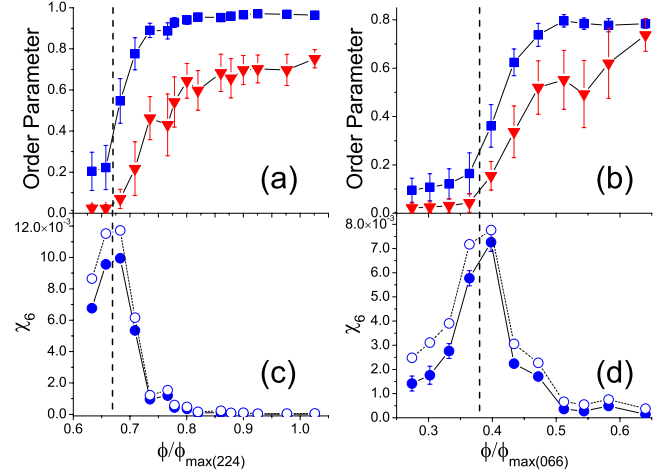 Order Parameter
1.0
0.8
0.6
0.4
0.2
0.0
(a)
Order Parameter
0.8
0.6
0.4
0.2
0.0
(b)
χ6
12.0×10⁻³
10.0
8.0
6.0
4.0
2.0
0.0
(c)
0.6 0.7 0.8 0.9 1.0
ϕ/ϕmax(224)
χ6
8.0×10⁻³
7.0
6.0
5.0
4.0
3.0
2.0
1.0
0.0
(d)
0.3 0.4 0.5 0.6
ϕ/ϕmax(066)